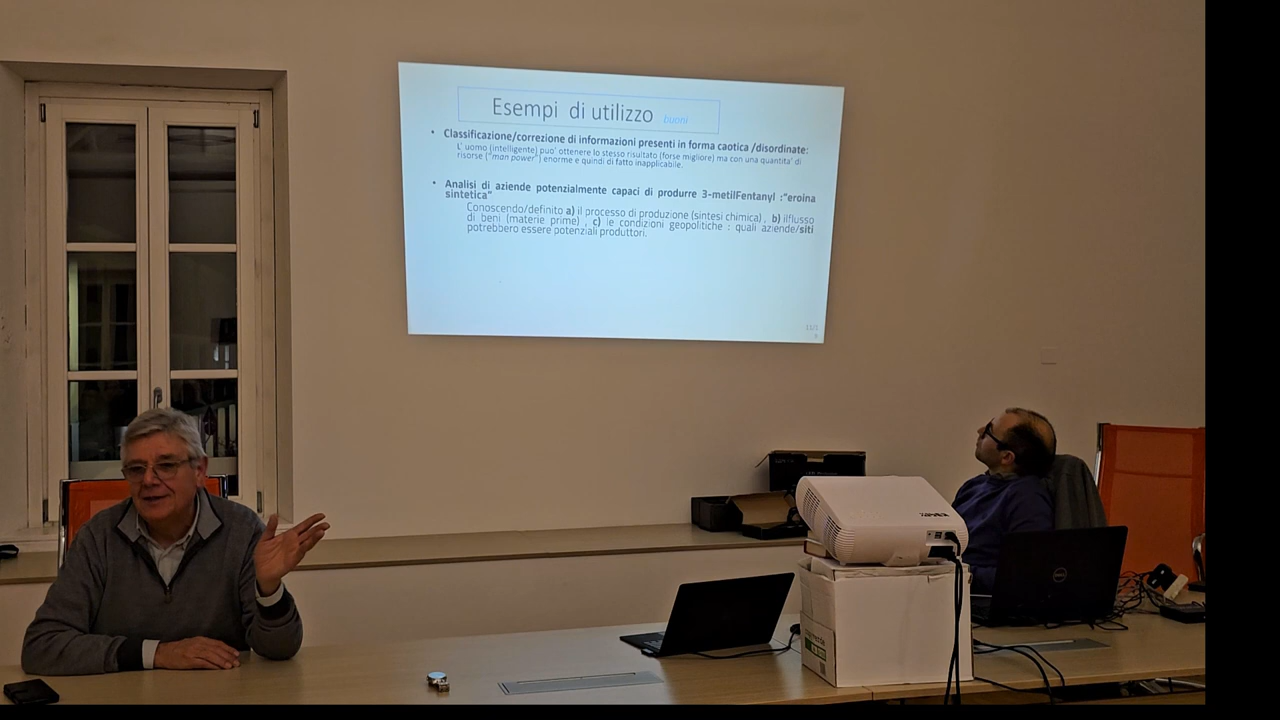 Esempi di utilizzo buoni
• Classificazione/correzione di informazioni presenti in forma caotica /disordinate:
L' uomo (intelligente) puo' ottenere lo stesso risultato (forse migliore) ma con una quantita' di
risorse ("man power") enorme e quindi di fatto inapplicabile.
• Analisi di aziende potenzialmente capaci di produrre 3-metilFentanyl :"eroina
sintetica"
Conoscendo/definito a) il processo di produzione (sintesi chimica) , b) ilflusso
di beni (materie prime) , c) le condizioni geopolitiche : quali aziende/siti
potrebbero essere potenziali produttori.
DELL